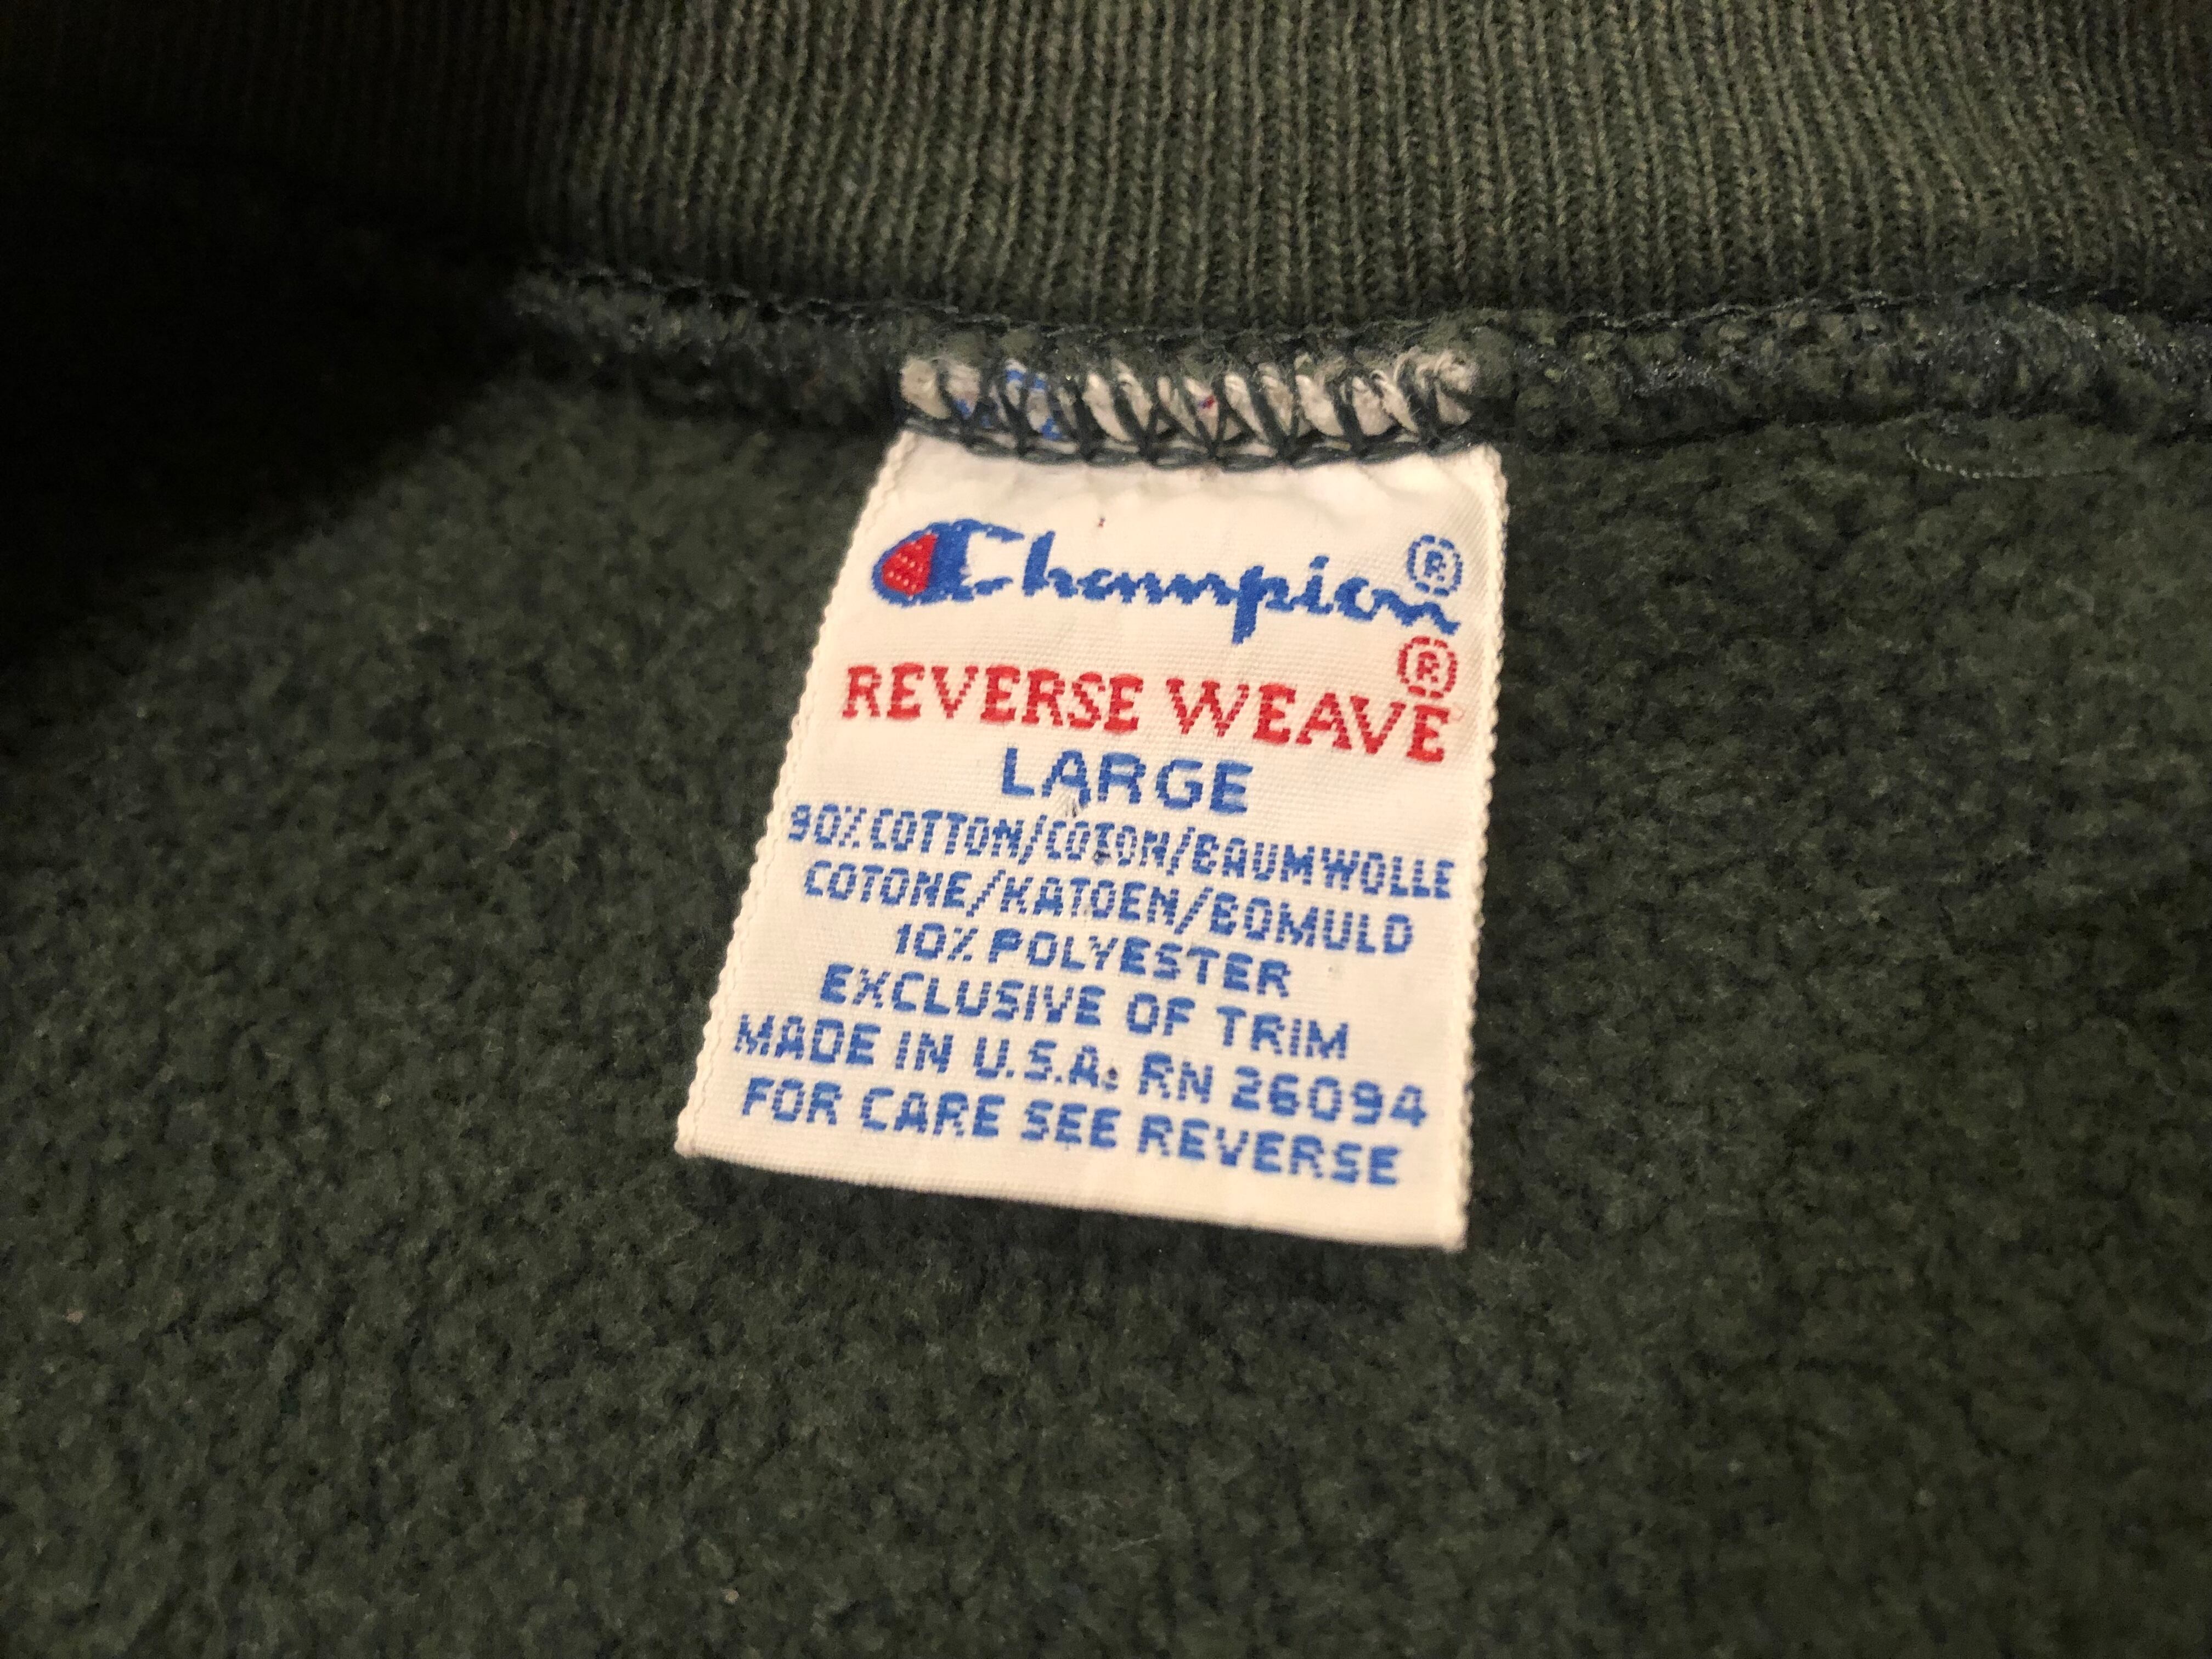 Champion®
REVERSE WEAVE®
LARGE
90% COTTON/COTON/BAUMWOLLE
COTONE/KATOEN/BOMULD
10% POLYESTER
EXCLUSIVE OF TRIM
MADE IN U.S.A. RN 26094
FOR CARE SEE REVERSE